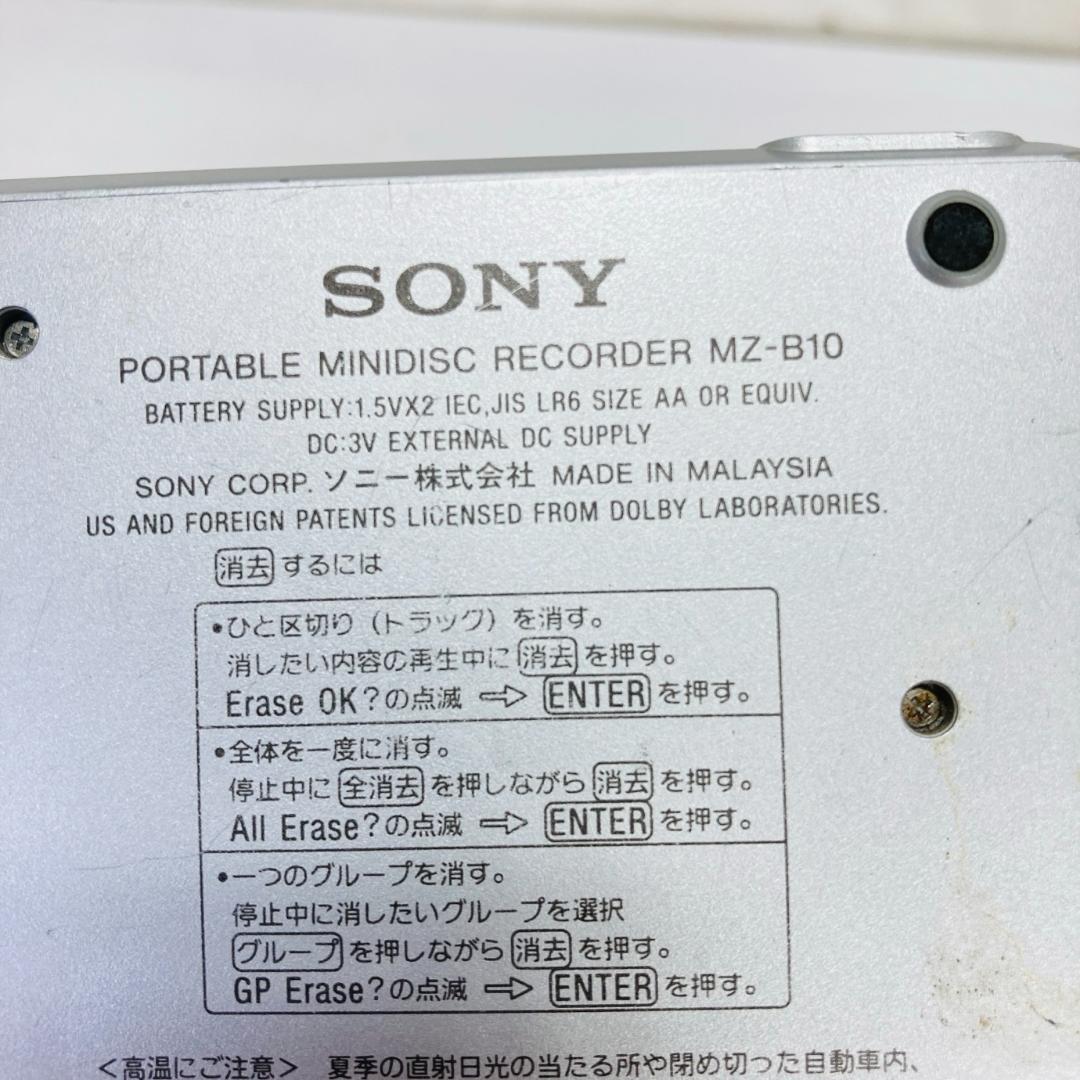 SONY
PORTABLE MINIDISC RECORDER MZ-B10
BATTERY SUPPLY:1.5VX2 IEC,JIS LR6 SIZE AA OR EQUIV.
DC:3V EXTERNAL DC SUPPLY
SONY CORP. ソニー株式会社 MADE IN MALAYSIA
US AND FOREIGN PATENTS LICENSED FROM DOLBY LABORATORIES.
消去するには
•ひと区切り（トラック）を消す。
消したい内容の再生中に消去を押す。
Erase OK?の点滅 ⇨ ENTERを押す。
•全体を一度に消す。
停止中に全消去を押しながら消去を押す。
All Erase?の点滅 ⇨ ENTERを押す。
•一つのグループを消す。
停止中に消したいグループを選択
グループを押しながら消去を押す。
GP Erase?の点滅 ⇨ ENTERを押す。
＜高温にご注意＞ 夏季の直射日光の当たる所や閉め切った自動車内、